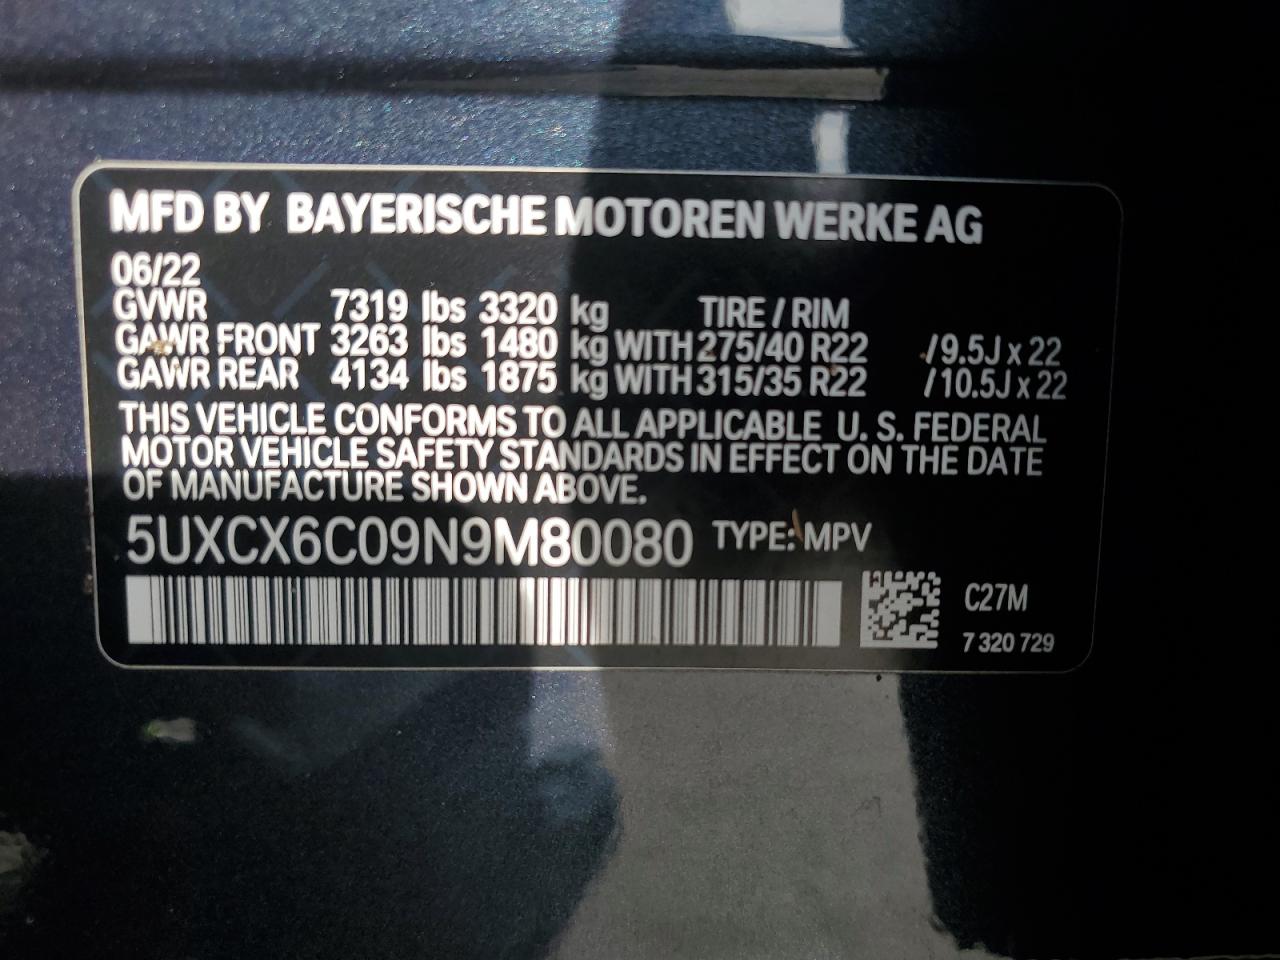 MFD BY BAYERISCHE MOTOREN WERKE AG
06/22
GVWR 7319 lbs 3320 kg TIRE / RIM
GAWR FRONT 3263 lbs 1480 kg WITH 275/40 R22 /9.5J x 22
GAWR REAR 4134 lbs 1875 kg WITH 315/35 R22 /10.5J x 22
THIS VEHICLE CONFORMS TO ALL APPLICABLE U. S. FEDERAL
MOTOR VEHICLE SAFETY STANDARDS IN EFFECT ON THE DATE
OF MANUFACTURE SHOWN ABOVE.
5UXCX6C09N9M80080 TYPE: MPV
C27M
7 320 729